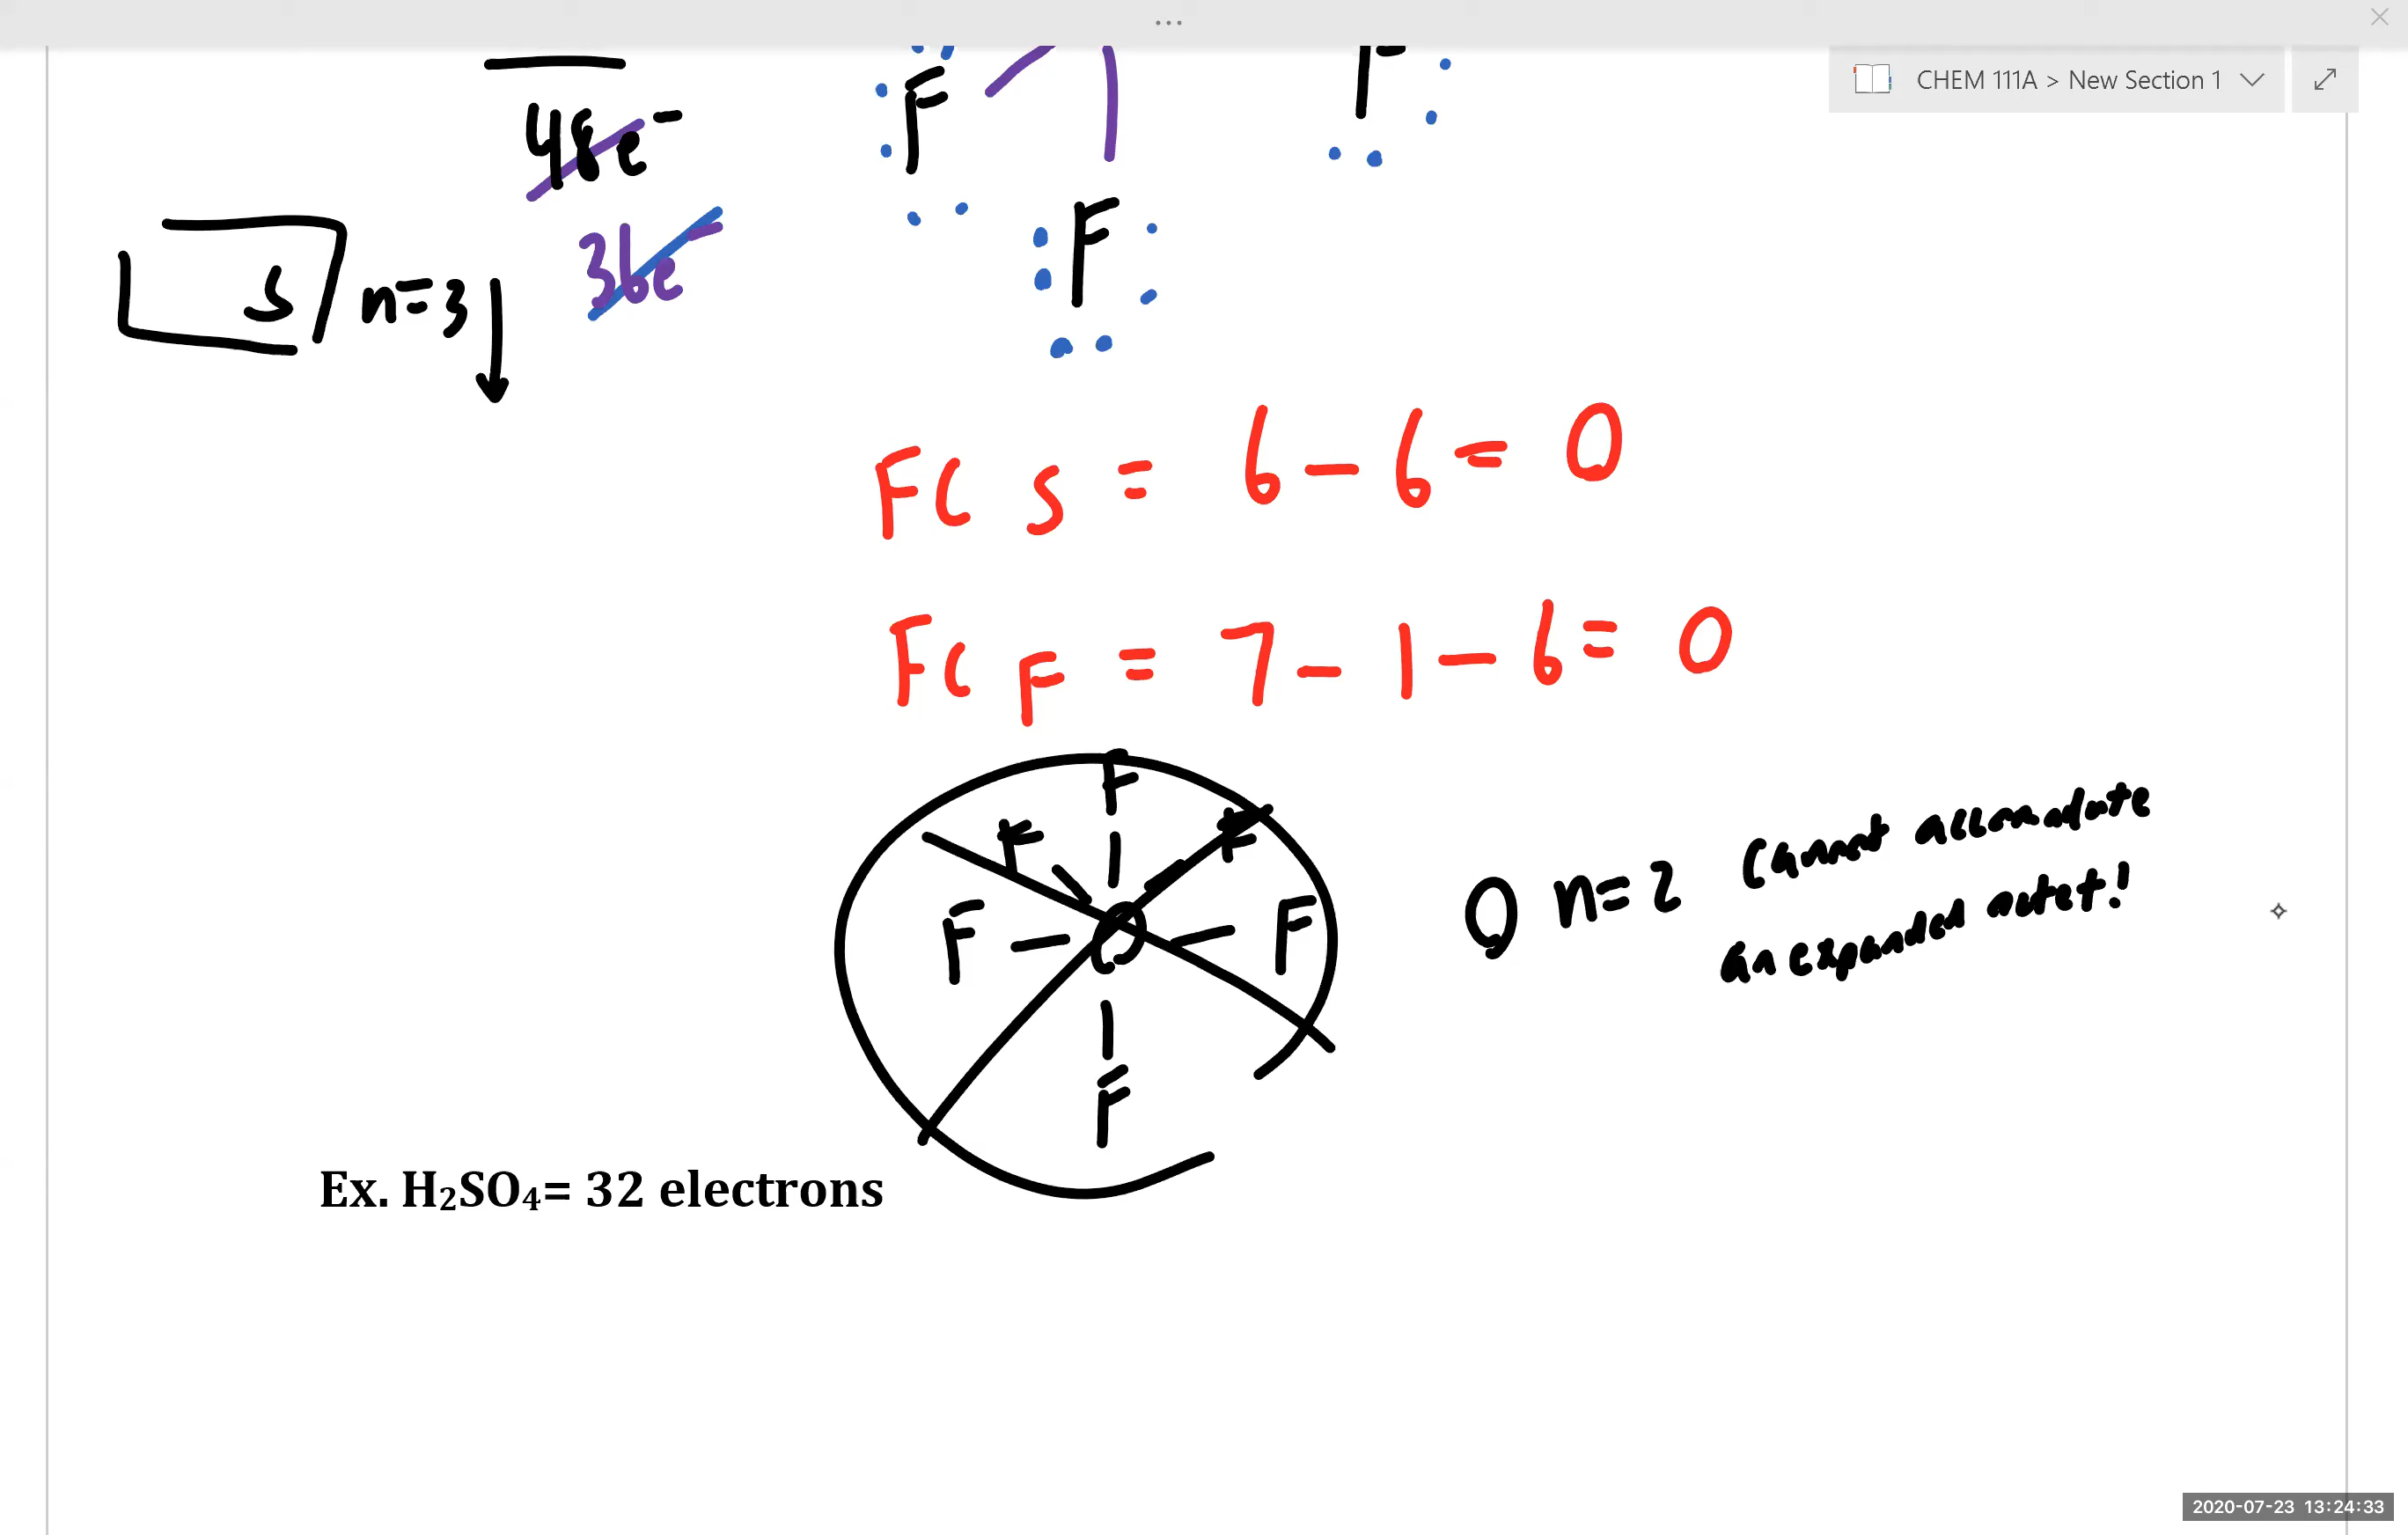 CHEM 111A > New Section 1
F
F
48e⁻
F
36e⁻
S n=3
FC S = 6 - 6 = 0
FC F = 7 - 1 - 6 = 0
F
F F
F O F
F
O n=2 Cannot accomadate
an expanded octet!
Ex. H₂SO₄= 32 electrons
2020-07-23 13:24:33